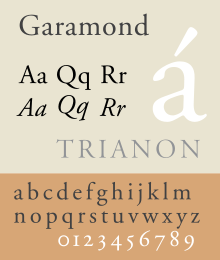 Garamond
á
Aa Qq Rr
Aa Qq Rr
TRIANON
abcdefghijklm
nopqrstuvwxyz
0123456789